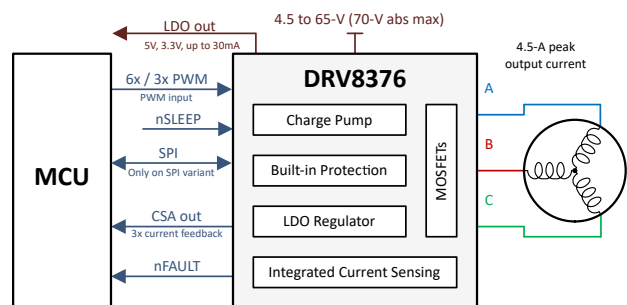 LDO out
5V, 3.3V, up to 30mA
4.5 to 65-V (70-V abs max)
4.5-A peak
output current
MCU
6x / 3x PWM
PWM input
nSLEEP
SPI
Only on SPI variant
CSA out
3x current feedback
nFAULT
DRV8376
Charge Pump
Built-in Protection
LDO Regulator
Integrated Current Sensing
MOSFETs
A
B
C